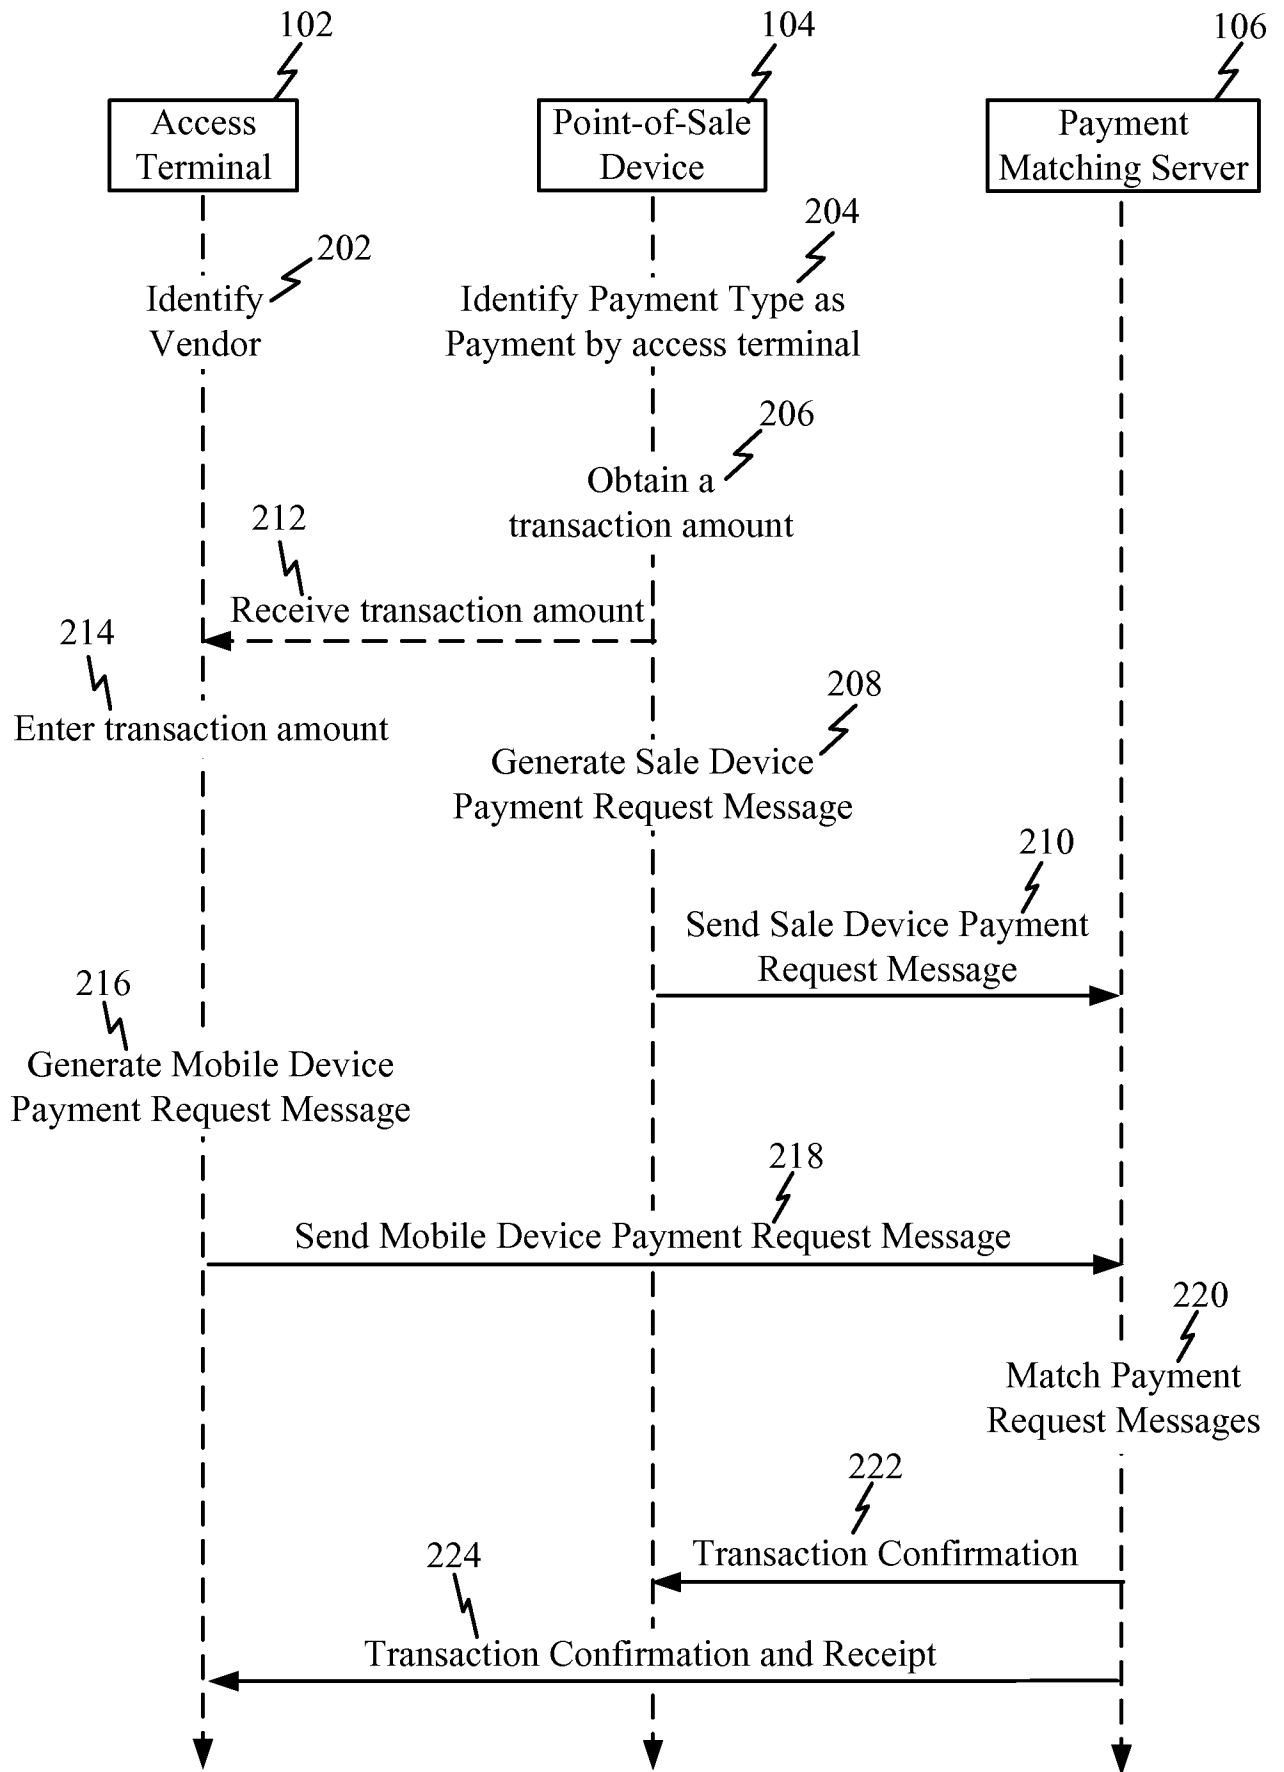 102
104
106
Access
Terminal
Point-of-Sale
Device
Payment
Matching Server
202
204
Identify
Vendor
Identify Payment Type as
Payment by access terminal
206
Obtain a
transaction amount
212
Receive transaction amount
214
Enter transaction amount
208
Generate Sale Device
Payment Request Message
210
Send Sale Device Payment
Request Message
216
Generate Mobile Device
Payment Request Message
218
Send Mobile Device Payment Request Message
220
Match Payment
Request Messages
222
Transaction Confirmation
224
Transaction Confirmation and Receipt